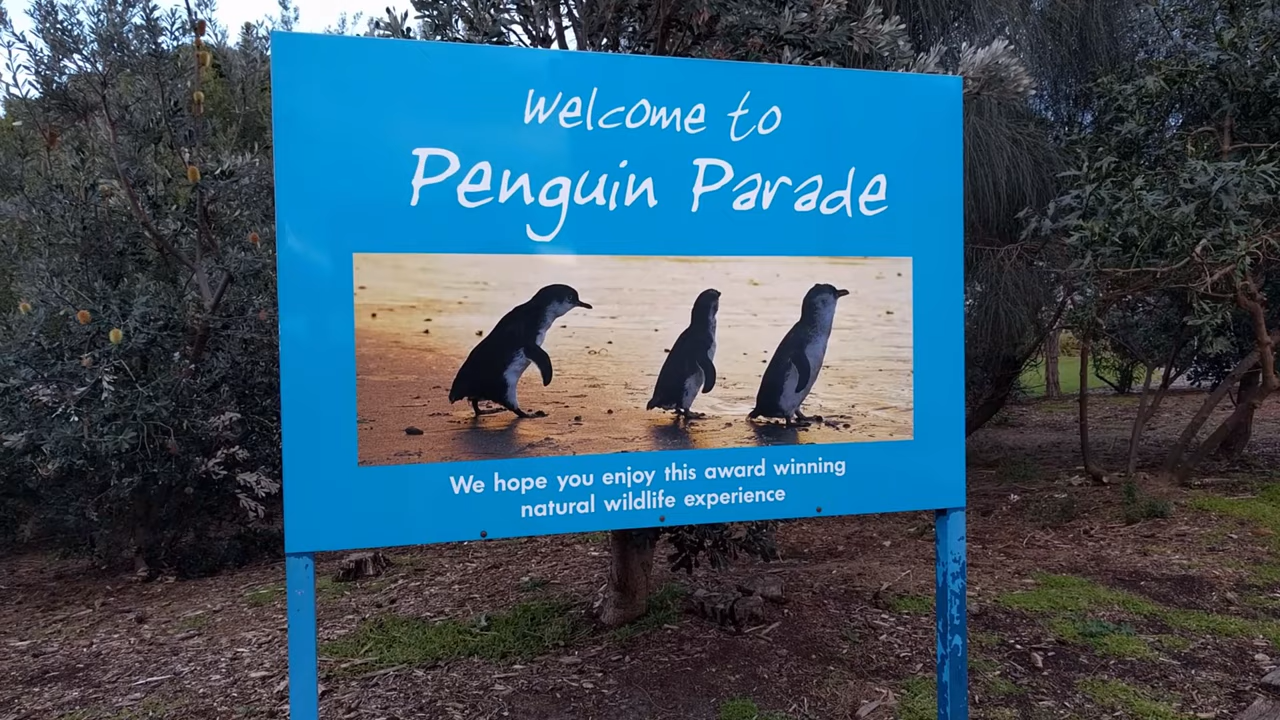 Welcome to
Penguin Parade
We hope you enjoy this award winning
natural wildlife experience